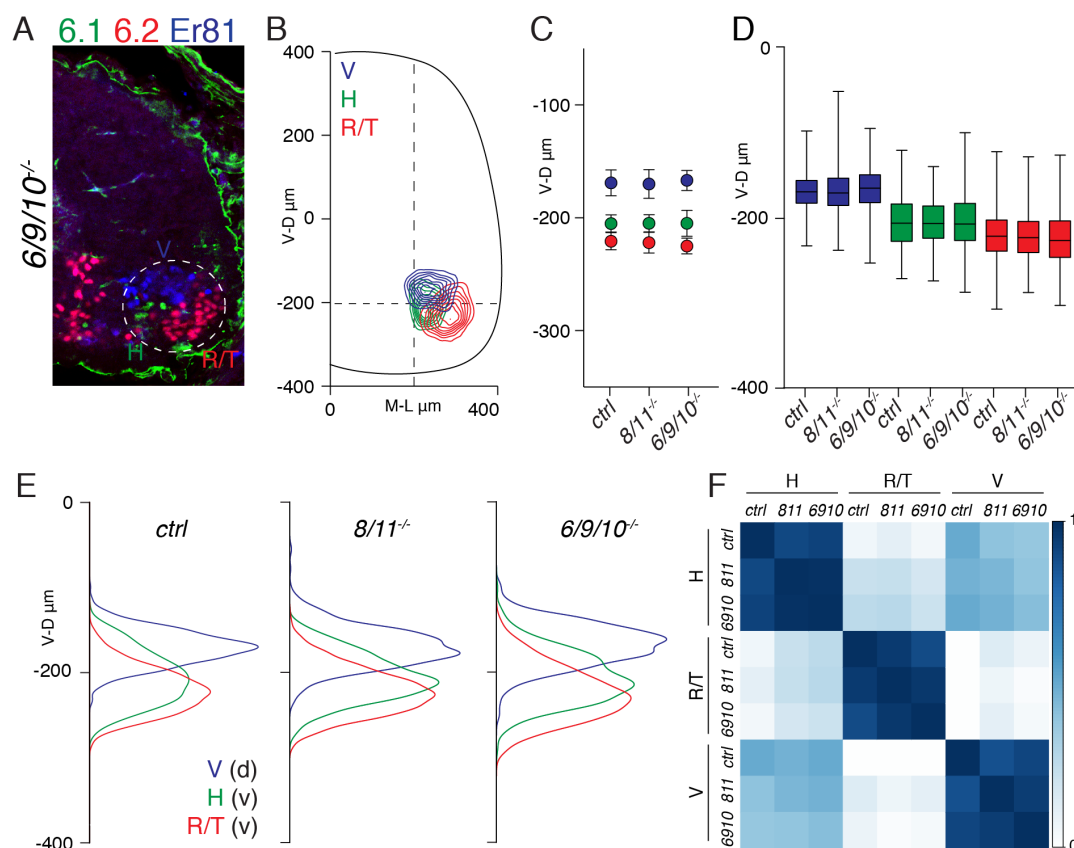 A
6.1 6.2 Er81
6/9/10-/-
V
H
R/T
B
V
H
R/T
400
200
0
-200
-400
V-D µm
0
M-L µm
400
C
-100
-200
-300
V-D µm
ctrl
8/11-/-
6/9/10-/-
D
0
-200
-400
V-D µm
ctrl
8/11-/-
6/9/10-/-
ctrl
8/11-/-
6/9/10-/-
ctrl
8/11-/-
6/9/10-/-
E
0
-200
-400
V-D µm
ctrl
8/11-/-
6/9/10-/-
V (d)
H (v)
R/T (v)
F
H R/T V
ctrl 811 6910 ctrl 811 6910 ctrl 811 6910
H
ctrl
811
6910
R/T
ctrl
811
6910
V
ctrl
811
6910
1
0